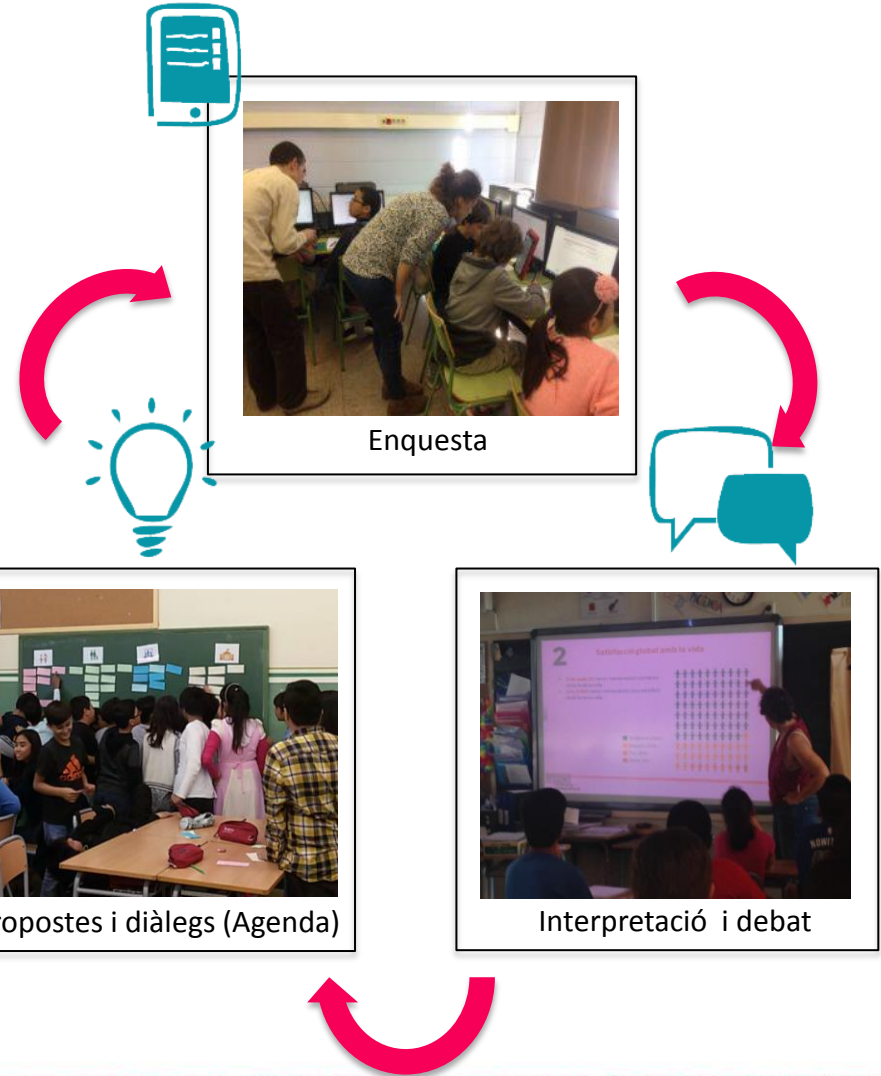 Enquesta
ropostes i diàlegs (Agenda)
Interpretació i debat
2
Satisfacció global amb la vida